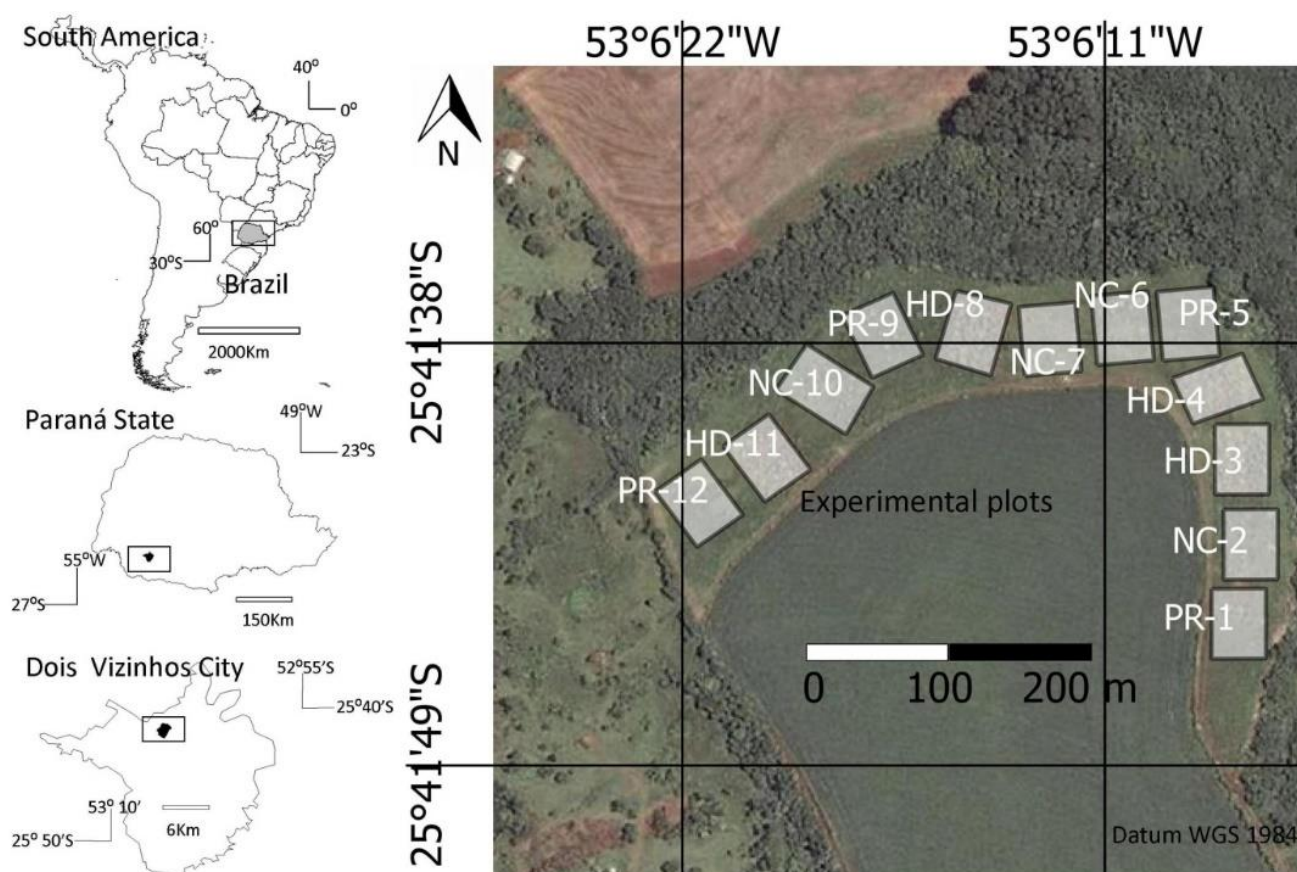 South America
40°
0°
60°
30°S
Brazil
2000Km
Paraná State
49°W
23°S
55°W
27°S
150Km
Dois Vizinhos City
52°55'S
25°40'S
53°10'
25°50'S
6Km
53°6'22"W
53°6'11"W
N
25°41'38"S
25°41'49"S
NC-6
HD-8
PR-5
PR-9
NC-7
NC-10
HD-4
HD-11
HD-3
PR-12
Experimental plots
NC-2
PR-1
0 100 200 m
Datum WGS 1984